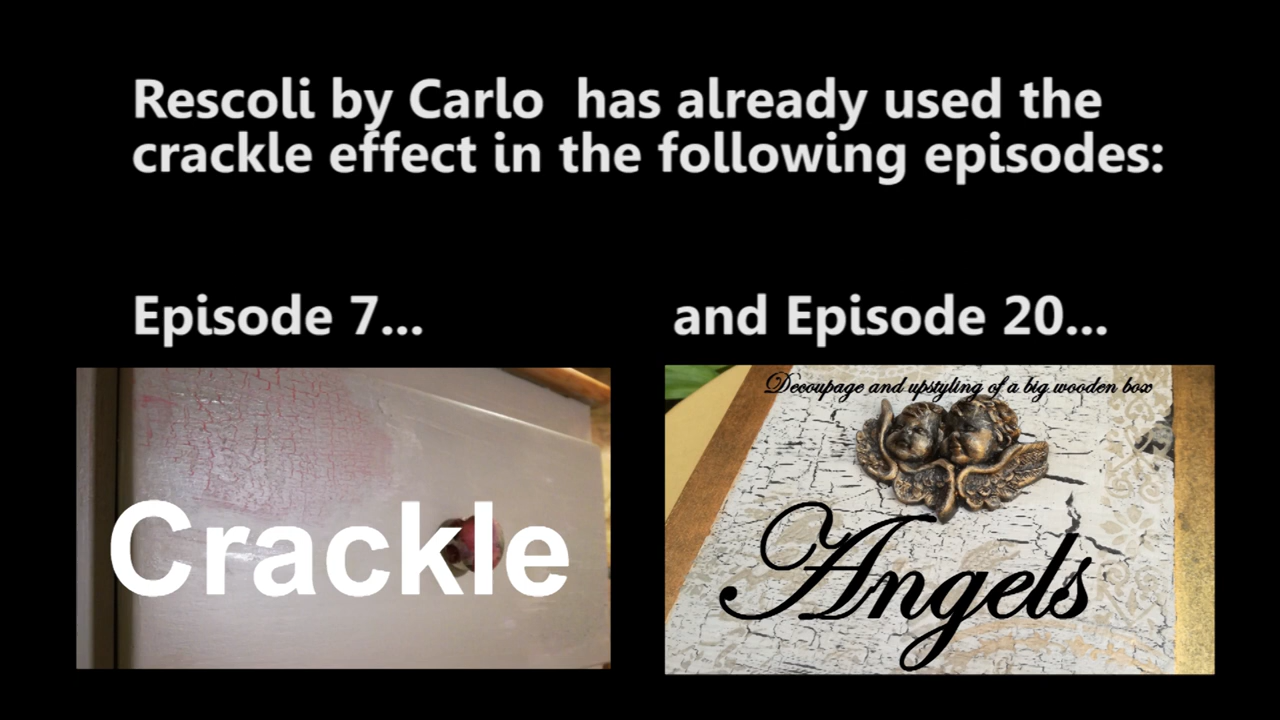 Rescoli by Carlo has already used the
crackle effect in the following episodes:
Episode 7...
and Episode 20...
Crackle
Decoupage and upstyling of a big wooden box
Angels